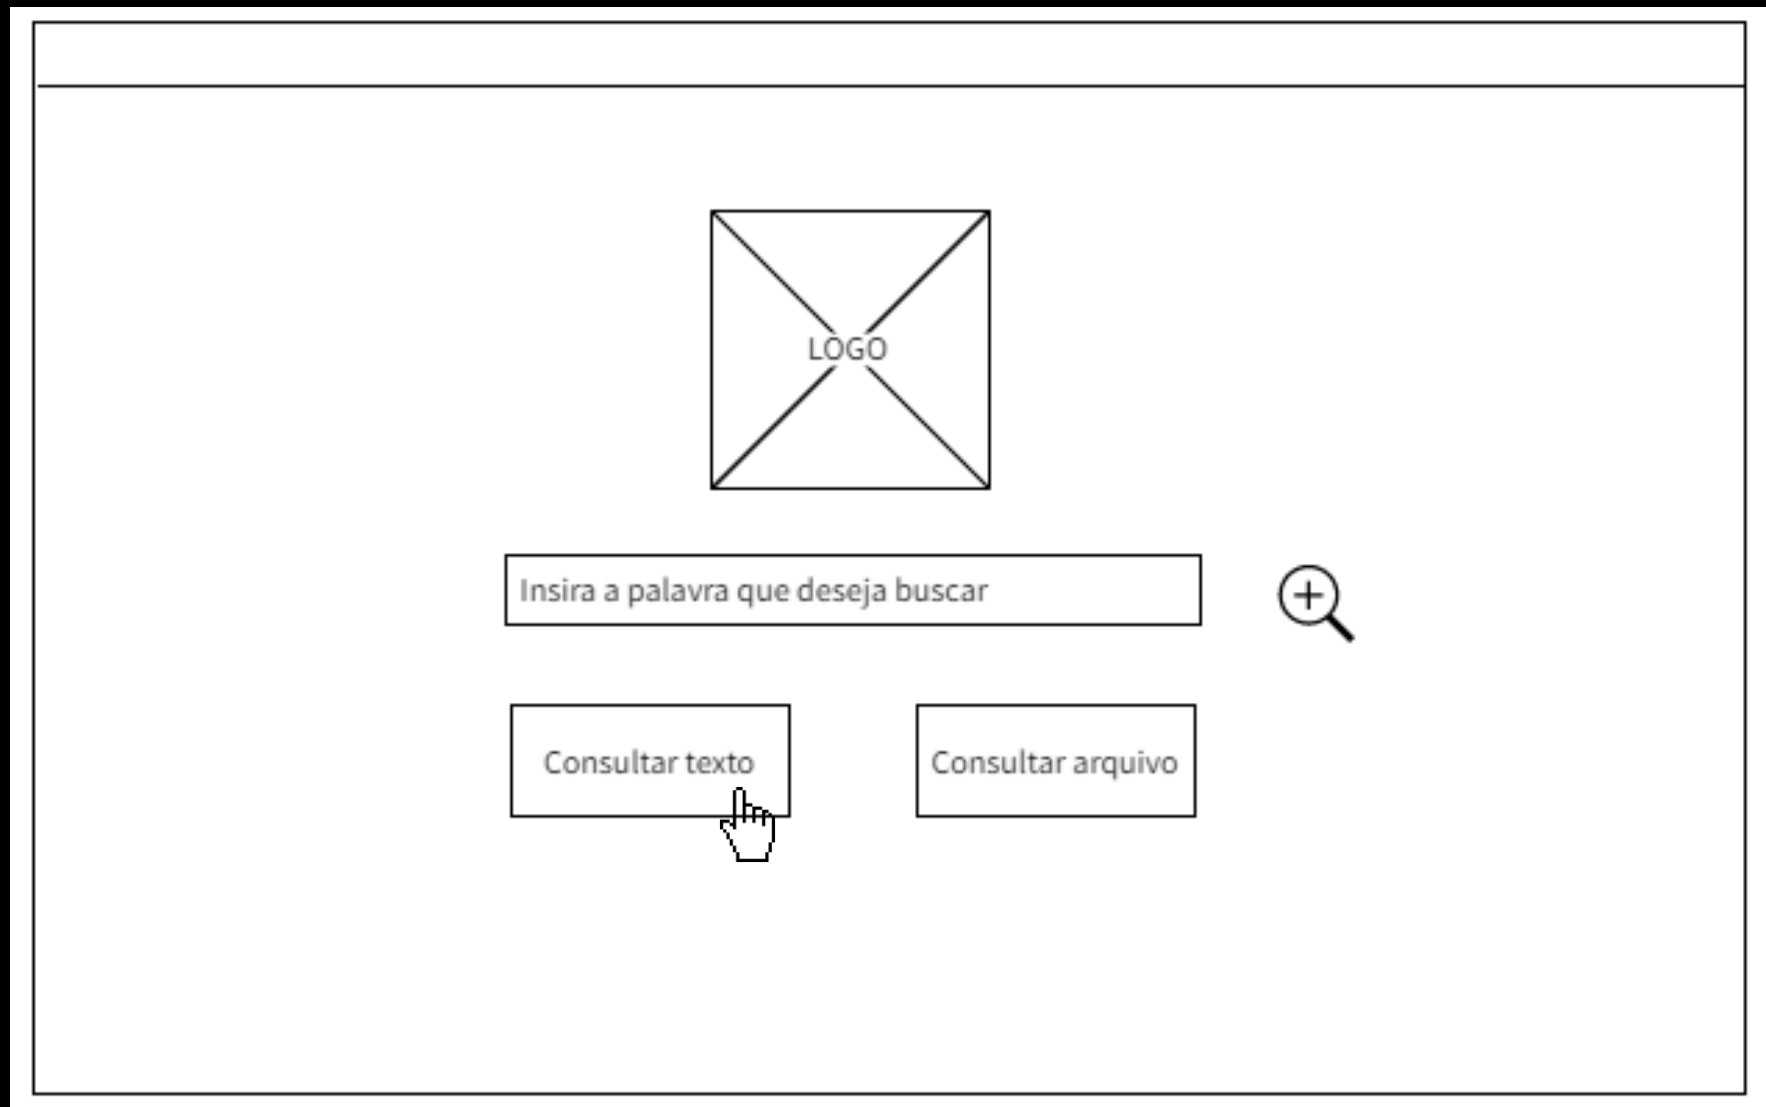 LOGO
Insira a palavra que deseja buscar
Consultar texto
Consultar arquivo